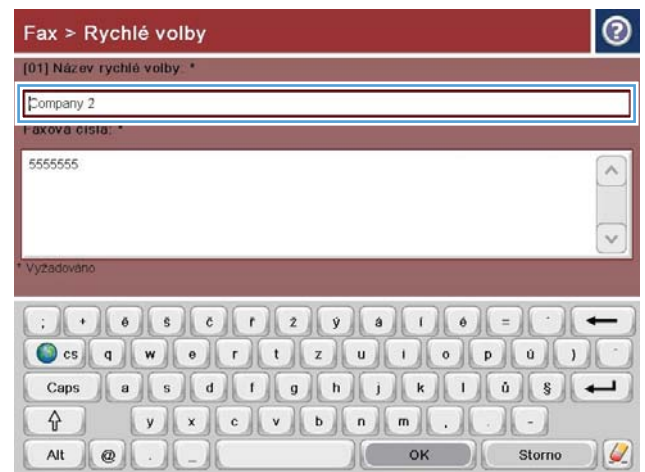 Fax > Rychlé volby
[01] Název rychlé volby: *
Company 2
Faxová čísla: *
5555555
* Vyžadováno
; + ě š č ř ž ý á í é = ´
cs q w e r t z u i o p ú )
Caps a s d f g h j k l ů §
y x c v b n m , . -
Alt @ . _ OK Storno